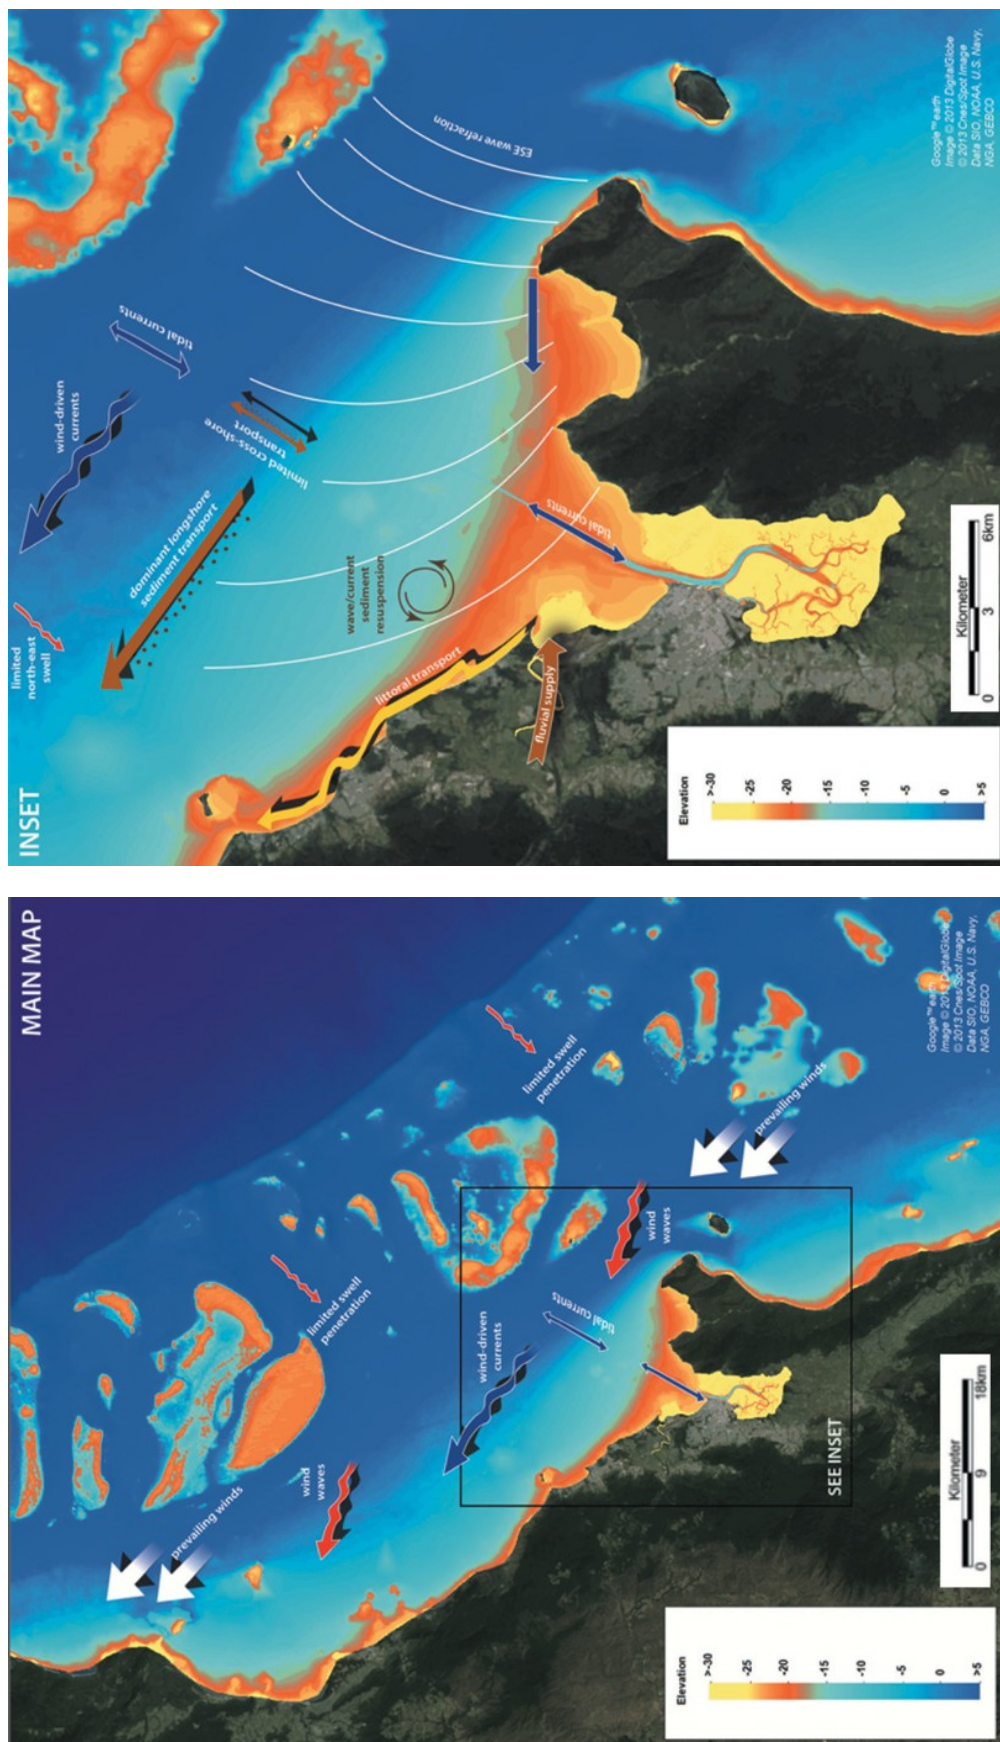 INSET
limited
north-east
swell
wind-driven
currents
tidal currents
dominant longshore
sediment transport
limited cross-shore
transport
ESE wave refraction
wave/current
sediment
resuspension
littoral transport
tidal currents
fluvial supply
Google™earth
Image © 2013 DigitalGlobe
© 2013 Cnes/Spot Image
Data SIO, NOAA, U.S. Navy,
NGA, GEBCO
Kilometer
0 3 6km
Elevation
>-30
-25
-20
-15
-10
-5
0
>5
MAIN MAP
prevailing winds
limited swell
penetration
wind
waves
wind-driven
currents
tidal currents
limited swell
penetration
wind
waves
prevailing winds
SEE INSET
Google™earth
Image © 2013 DigitalGlobe
© 2013 Cnes/Spot Image
Data SIO, NOAA, U.S. Navy,
NGA, GEBCO
Kilometer
0 9 18km
Elevation
>-30
-25
-20
-15
-10
-5
0
>5